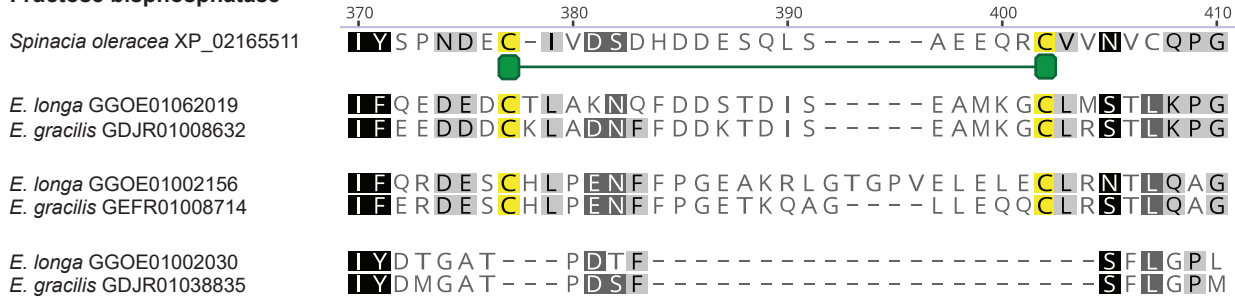 Fructose bisphosphatase
370 380 390 400 410
Spinacia oleracea XP_02165511 IYSPNDEC-IVDSDHDDESQLS-----AEEQRCVVNVCQPG
E. longa GGOE01062019 IFQEDEDCTLAKNQFDDSTDIS-----EAMKGCLMSTLKPG
E. gracilis GDJR01008632 IFEEDDDCKLADNFFDDKTDIS-----EAMKGCLRSTLKPG
E. longa GGOE01002156 IFQRDESCHLPENFFPGEAKRLGTGPVELELECLRNTLQAG
E. gracilis GEFR01008714 IFERDESCHLPENFFPGETKQAG----LLEQQCLRSTLQAG
E. longa GGOE01002030 IYDTGAT---PDTF---------------------SFLGPL
E. gracilis GDJR01038835 IYDMGAT---PDSF---------------------SFLGPM